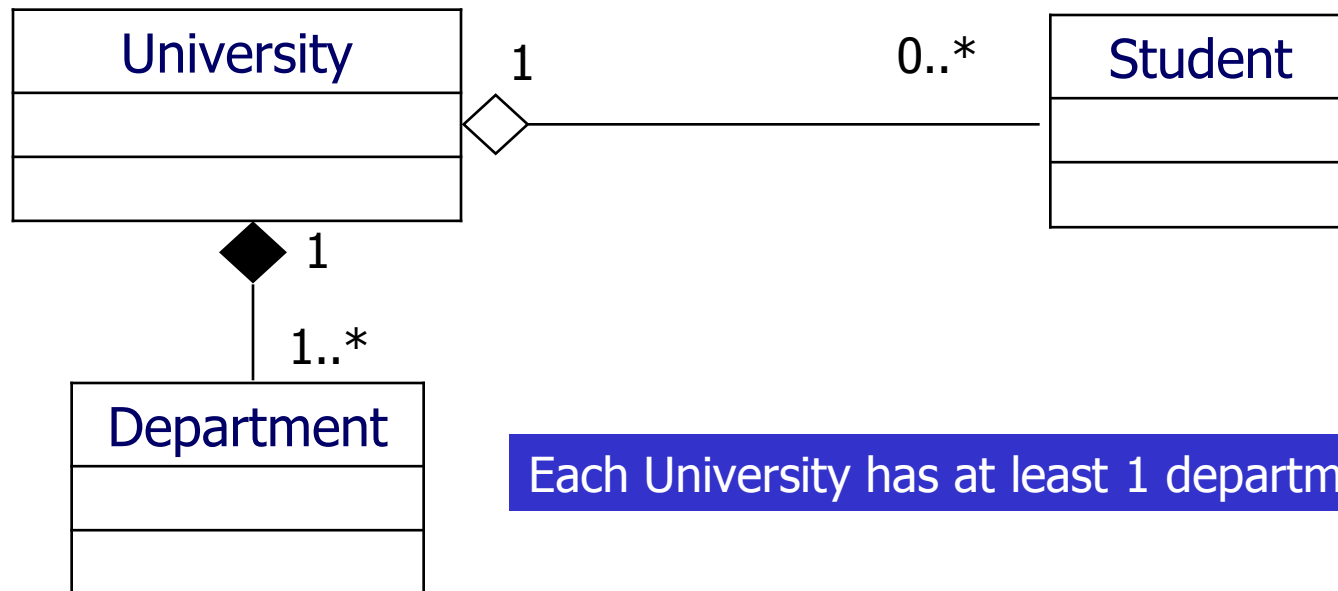 University
1
0..*
Student
1
1..*
Department
Each University has at least 1